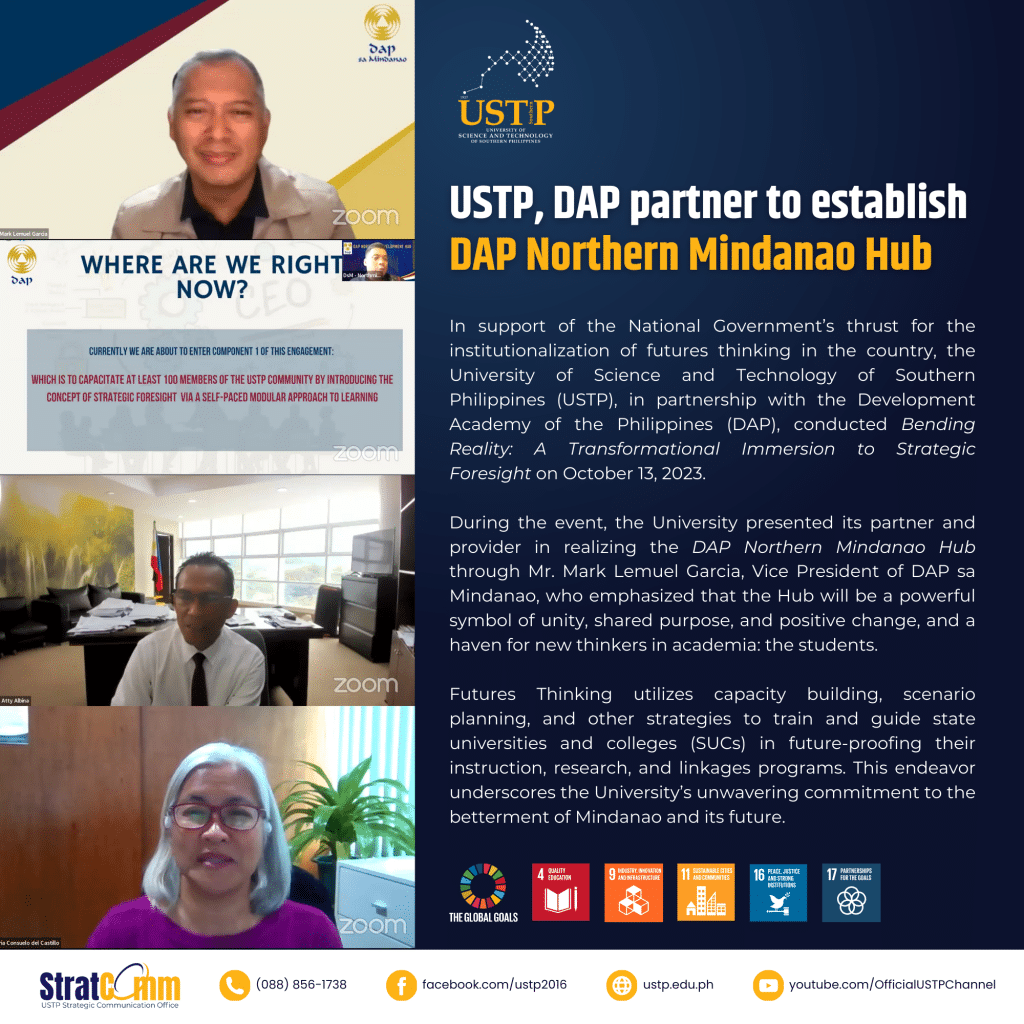 dap
sa Mindanao
zoom
Mark Lemuel Garcia
dap
WHERE ARE WE RIGHT
NOW?
CURRENTLY WE ARE ABOUT TO ENTER COMPONENT 1 OF THIS ENGAGEMENT:
WHICH IS TO CAPACITATE AT LEAST 100 MEMBERS OF THE USTP COMMUNITY BY INTRODUCING THE
CONCEPT OF STRATEGIC FORESIGHT VIA A SELF-PACED MODULAR APPROACH TO LEARNING
CEO
zoom
Atty Albina
zoom
ria Consuelo del Castillo
zoom
USTP
UNIVERSITY OF
SCIENCE AND TECHNOLOGY
OF SOUTHERN PHILIPPINES
USTP, DAP partner to establish
DAP Northern Mindanao Hub
In support of the National Government’s thrust for the
institutionalization of futures thinking in the country, the
University of Science and Technology of Southern
Philippines (USTP), in partnership with the Development
Academy of the Philippines (DAP), conducted Bending
Reality: A Transformational Immersion to Strategic
Foresight on October 13, 2023.
During the event, the University presented its partner and
provider in realizing the DAP Northern Mindanao Hub
through Mr. Mark Lemuel Garcia, Vice President of DAP sa
Mindanao, who emphasized that the Hub will be a powerful
symbol of unity, shared purpose, and positive change, and a
haven for new thinkers in academia: the students.
Futures Thinking utilizes capacity building, scenario
planning, and other strategies to train and guide state
universities and colleges (SUCs) in future-proofing their
instruction, research, and linkages programs. This endeavor
underscores the University’s unwavering commitment to the
betterment of Mindanao and its future.
THE GLOBAL GOALS
4 QUALITY
EDUCATION
9 INDUSTRY, INNOVATION
AND INFRASTRUCTURE
11 SUSTAINABLE CITIES
AND COMMUNITIES
16 PEACE, JUSTICE
AND STRONG
INSTITUTIONS
17 PARTNERSHIPS
FOR THE GOALS
StratComm
USTP Strategic Communication Office
(088) 856-1738
facebook.com/ustp2016
ustp.edu.ph
youtube.com/OfficialUSTPChannel